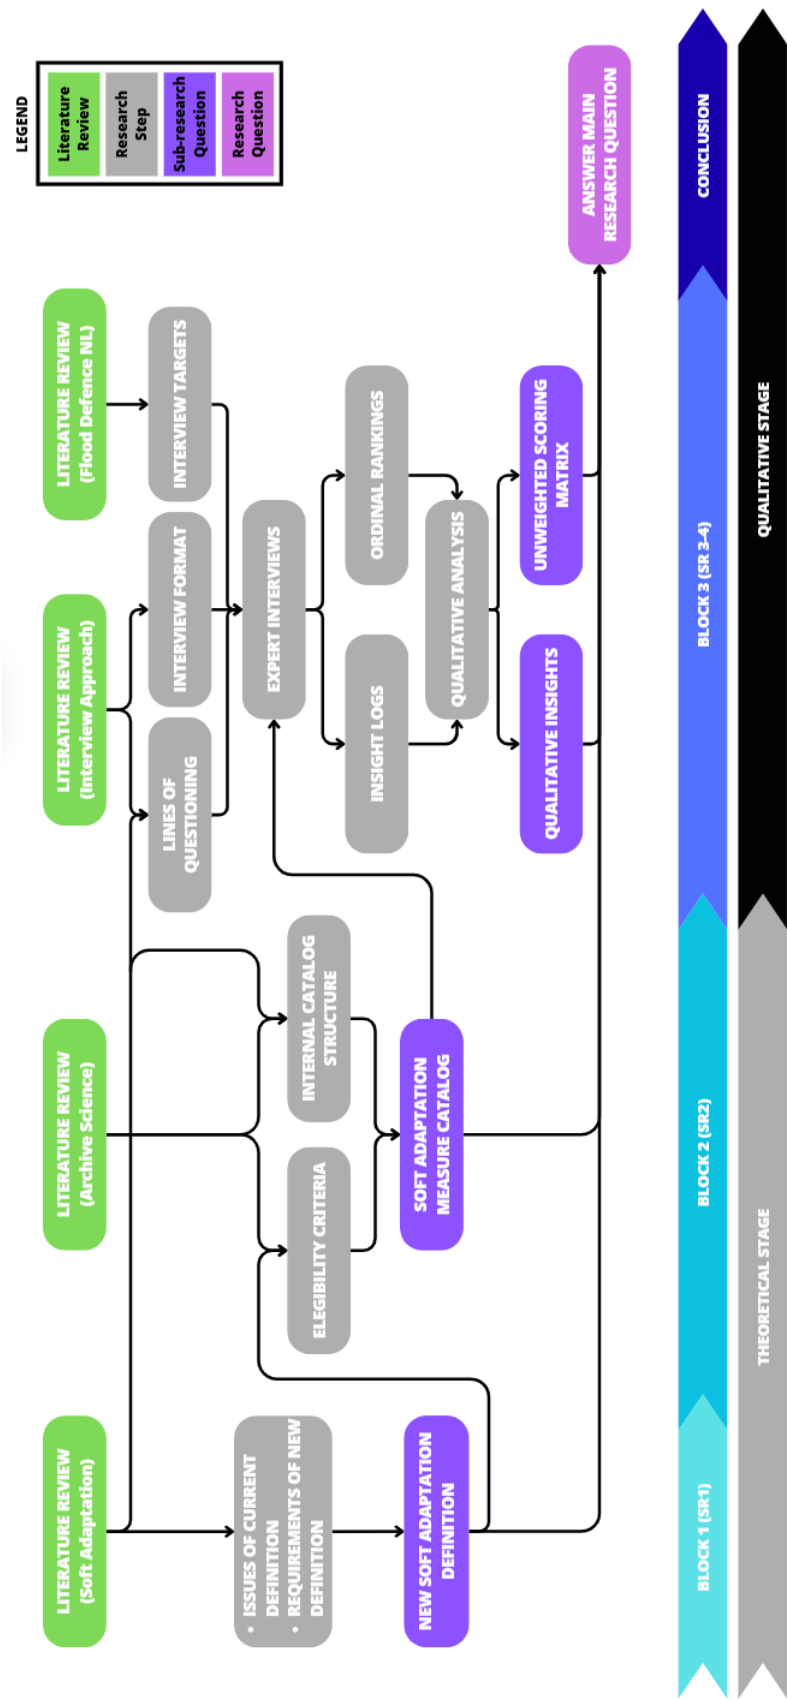 LEGEND
Literature
Review
Research
Step
Sub-research
Question
Research
Question
LITERATURE REVIEW
(Soft Adaptation)
LITERATURE REVIEW
(Archive Science)
LITERATURE REVIEW
(Interview Approach)
LITERATURE REVIEW
(Flood Defence NL)
LINES OF
QUESTIONING
INTERVIEW FORMAT
INTERVIEW TARGETS
• ISSUES OF CURRENT
DEFINITION
• REQUIREMENTS OF NEW
DEFINITION
ELEGIBILITY CRITERIA
INTERNAL CATALOG
STRUCTURE
EXPERT INTERVIEWS
INSIGHT LOGS
ORDINAL RANKINGS
NEW SOFT ADAPTATION
DEFINITION
SOFT ADAPTATION
MEASURE CATALOG
QUALITATIVE ANALYSIS
QUALITATIVE INSIGHTS
UNWEIGHTED SCORING
MATRIX
ANSWER MAIN
RESEARCH QUESTION
BLOCK 1 (SR1)
BLOCK 2 (SR2)
BLOCK 3 (SR 3-4)
CONCLUSION
THEORETICAL STAGE
QUALITATIVE STAGE